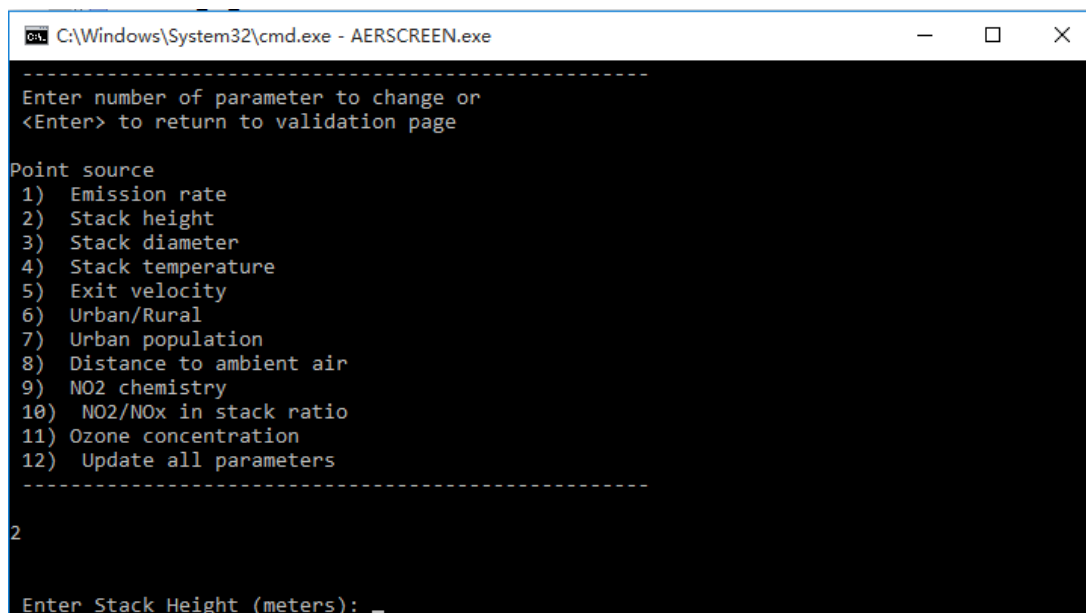 C:\Windows\System32\cmd.exe - AERSCREEN.exe
----------------------------------------------------
Enter number of parameter to change or
<Enter> to return to validation page
Point source
1)  Emission rate
2)  Stack height
3)  Stack diameter
4)  Stack temperature
5)  Exit velocity
6)  Urban/Rural
7)  Urban population
8)  Distance to ambient air
9)  NO2 chemistry
10)  NO2/NOx in stack ratio
11) Ozone concentration
12)  Update all parameters
----------------------------------------------------
2
Enter Stack Height (meters): _